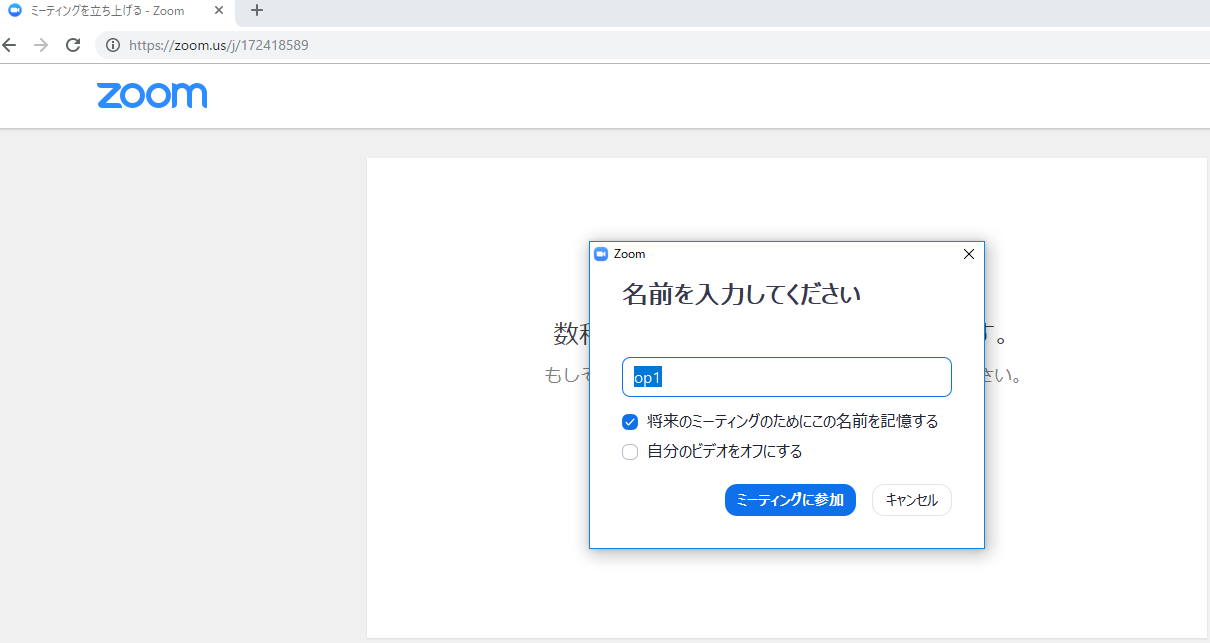 ミーティングを立ち上げる - Zoom
https://zoom.us/j/172418589
zoom
Zoom
名前を入力してください
数秒
す。
もしそ
さい。
op1
将来のミーティングのためにこの名前を記憶する
自分のビデオをオフにする
ミーティングに参加
キャンセル